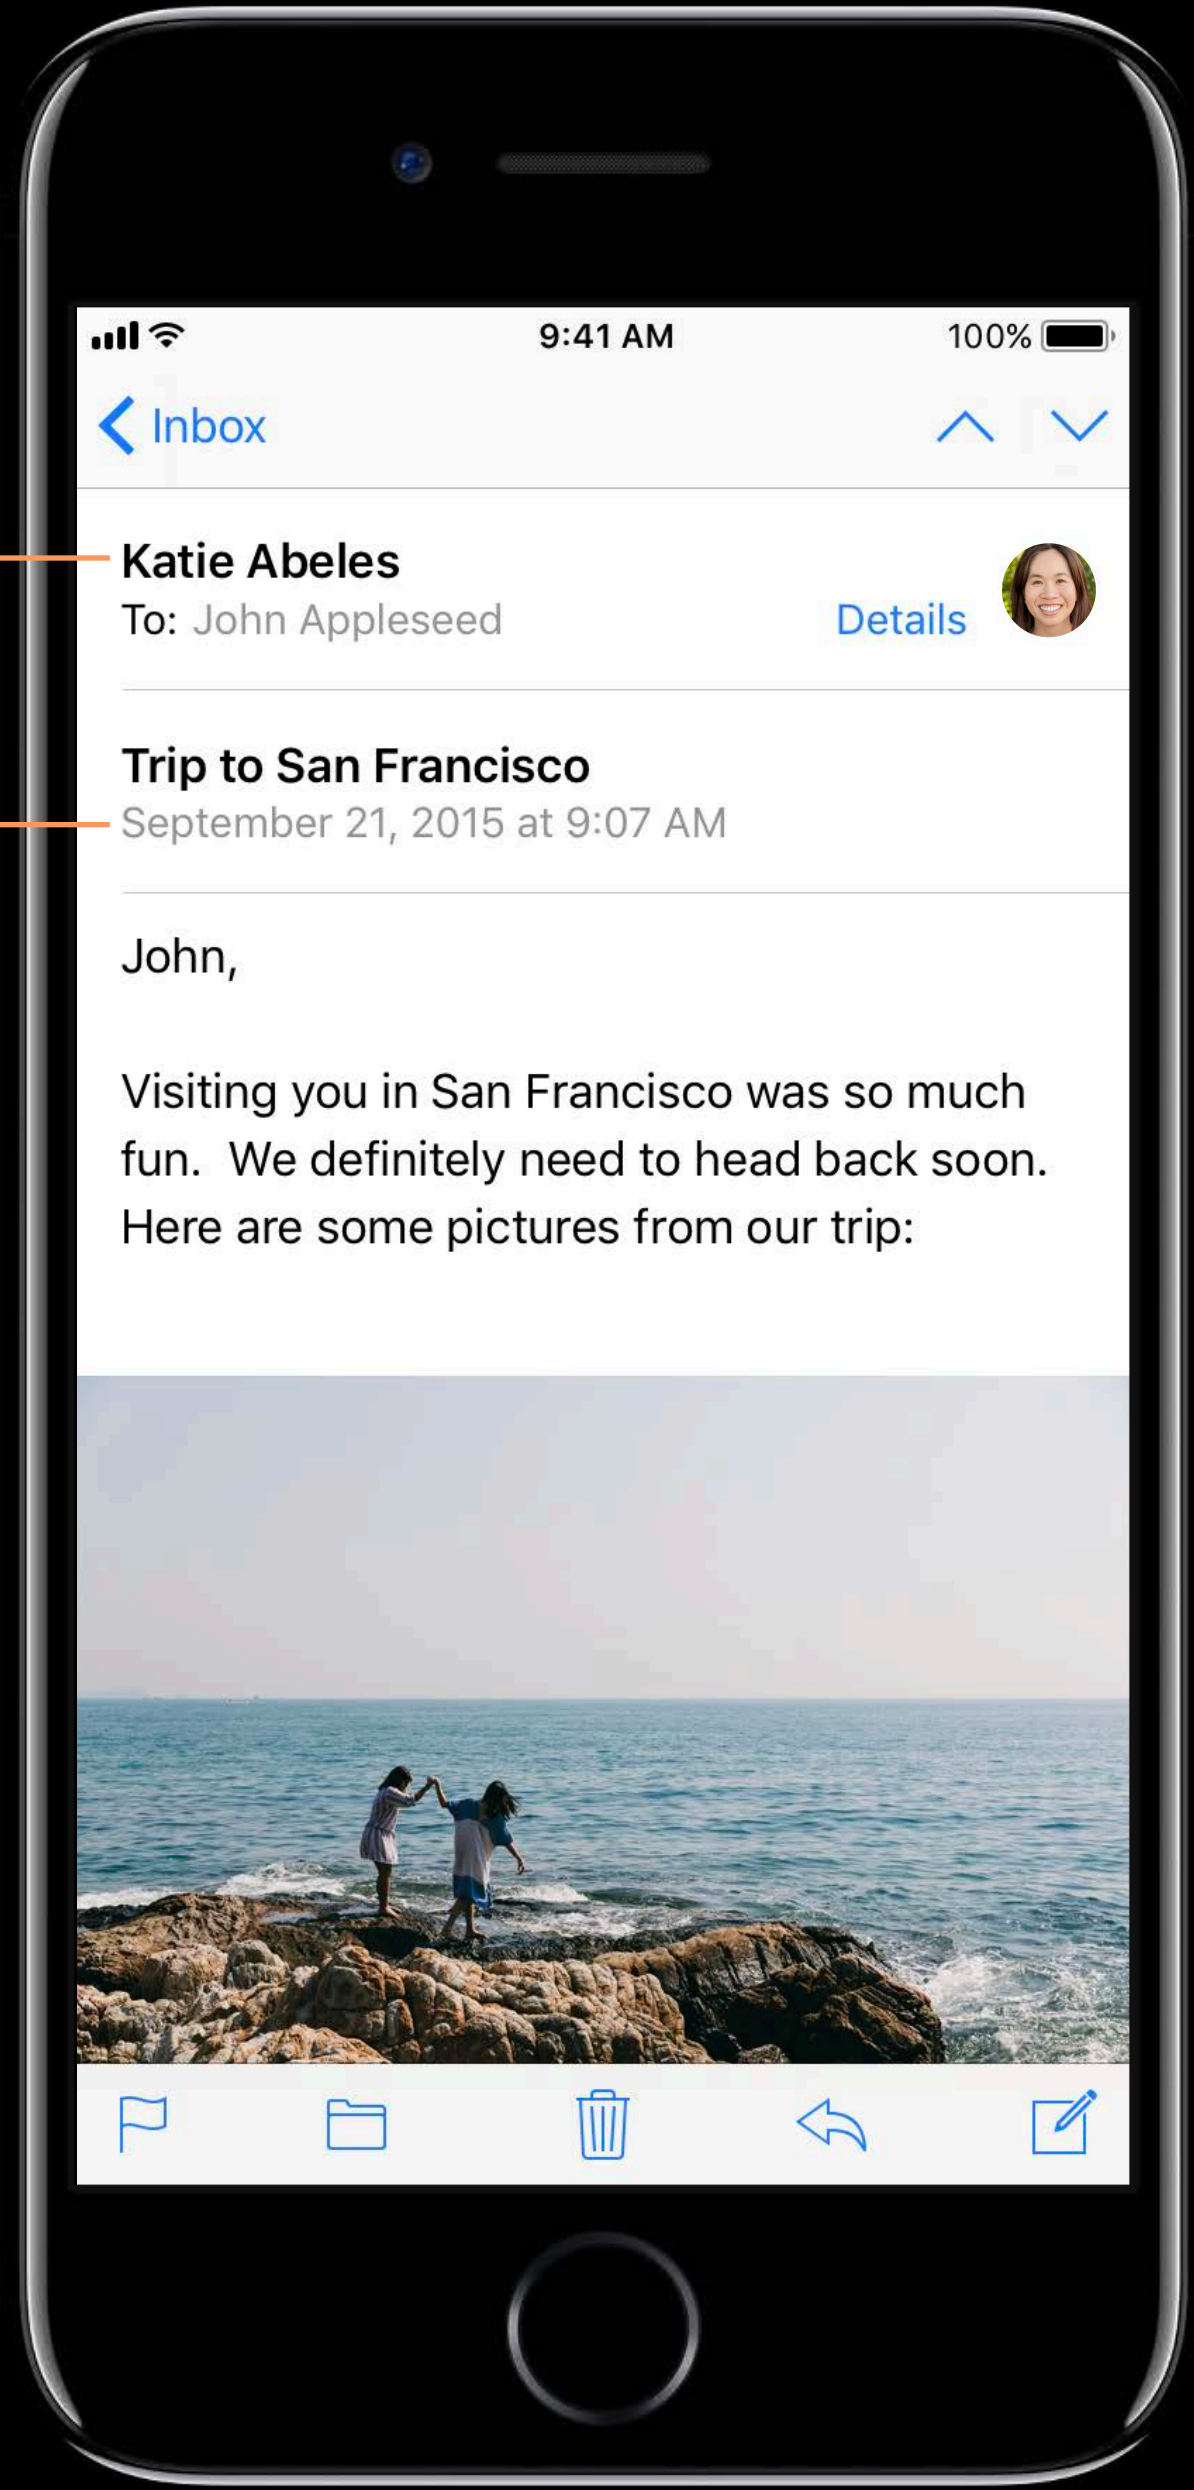 9:41 AM 100%
Inbox
Katie Abeles
To: John Appleseed Details
Trip to San Francisco
September 21, 2015 at 9:07 AM
John,
Visiting you in San Francisco was so much
fun.  We definitely need to head back soon.
Here are some pictures from our trip: